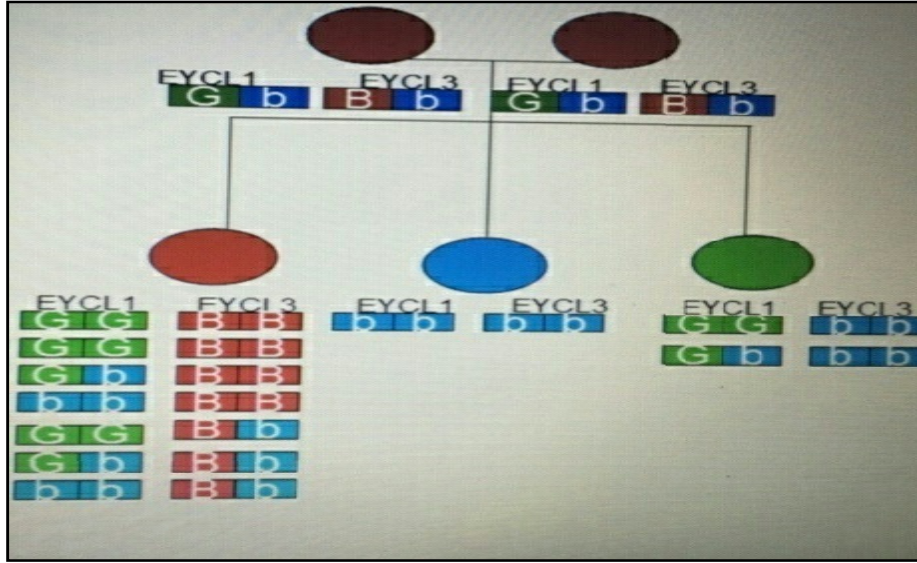 EYCL1 EYCL3 EYCL1 EYCL3
G b B b G b B b
EYCL1 EYCL3 EYCL1 EYCL3 EYCL1 EYCL3
G G B B b b b b G G b b
G G B B G b b b
G b B B
b b B B
G G B b
G b B b
b b B b